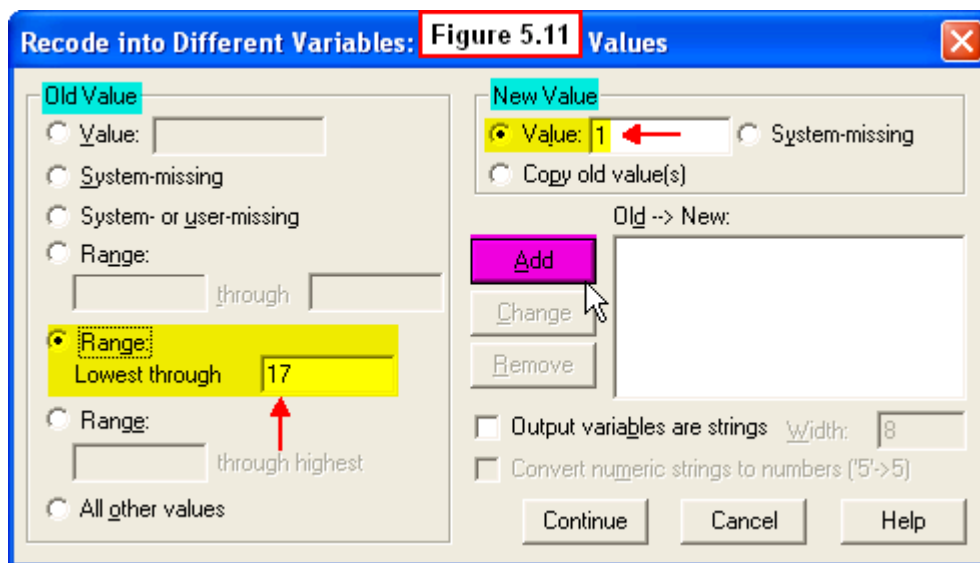 Recode into Different Variables: Figure 5.11 Values
Old Value
Value:
System-missing
System- or user-missing
Range:
through
Range:
Lowest through 17
Range:
through highest
All other values
New Value
Value: 1
System-missing
Copy old value(s)
Old --> New:
Add
Change
Remove
Output variables are strings Width: 8
Convert numeric strings to numbers ('5'->5)
Continue Cancel Help